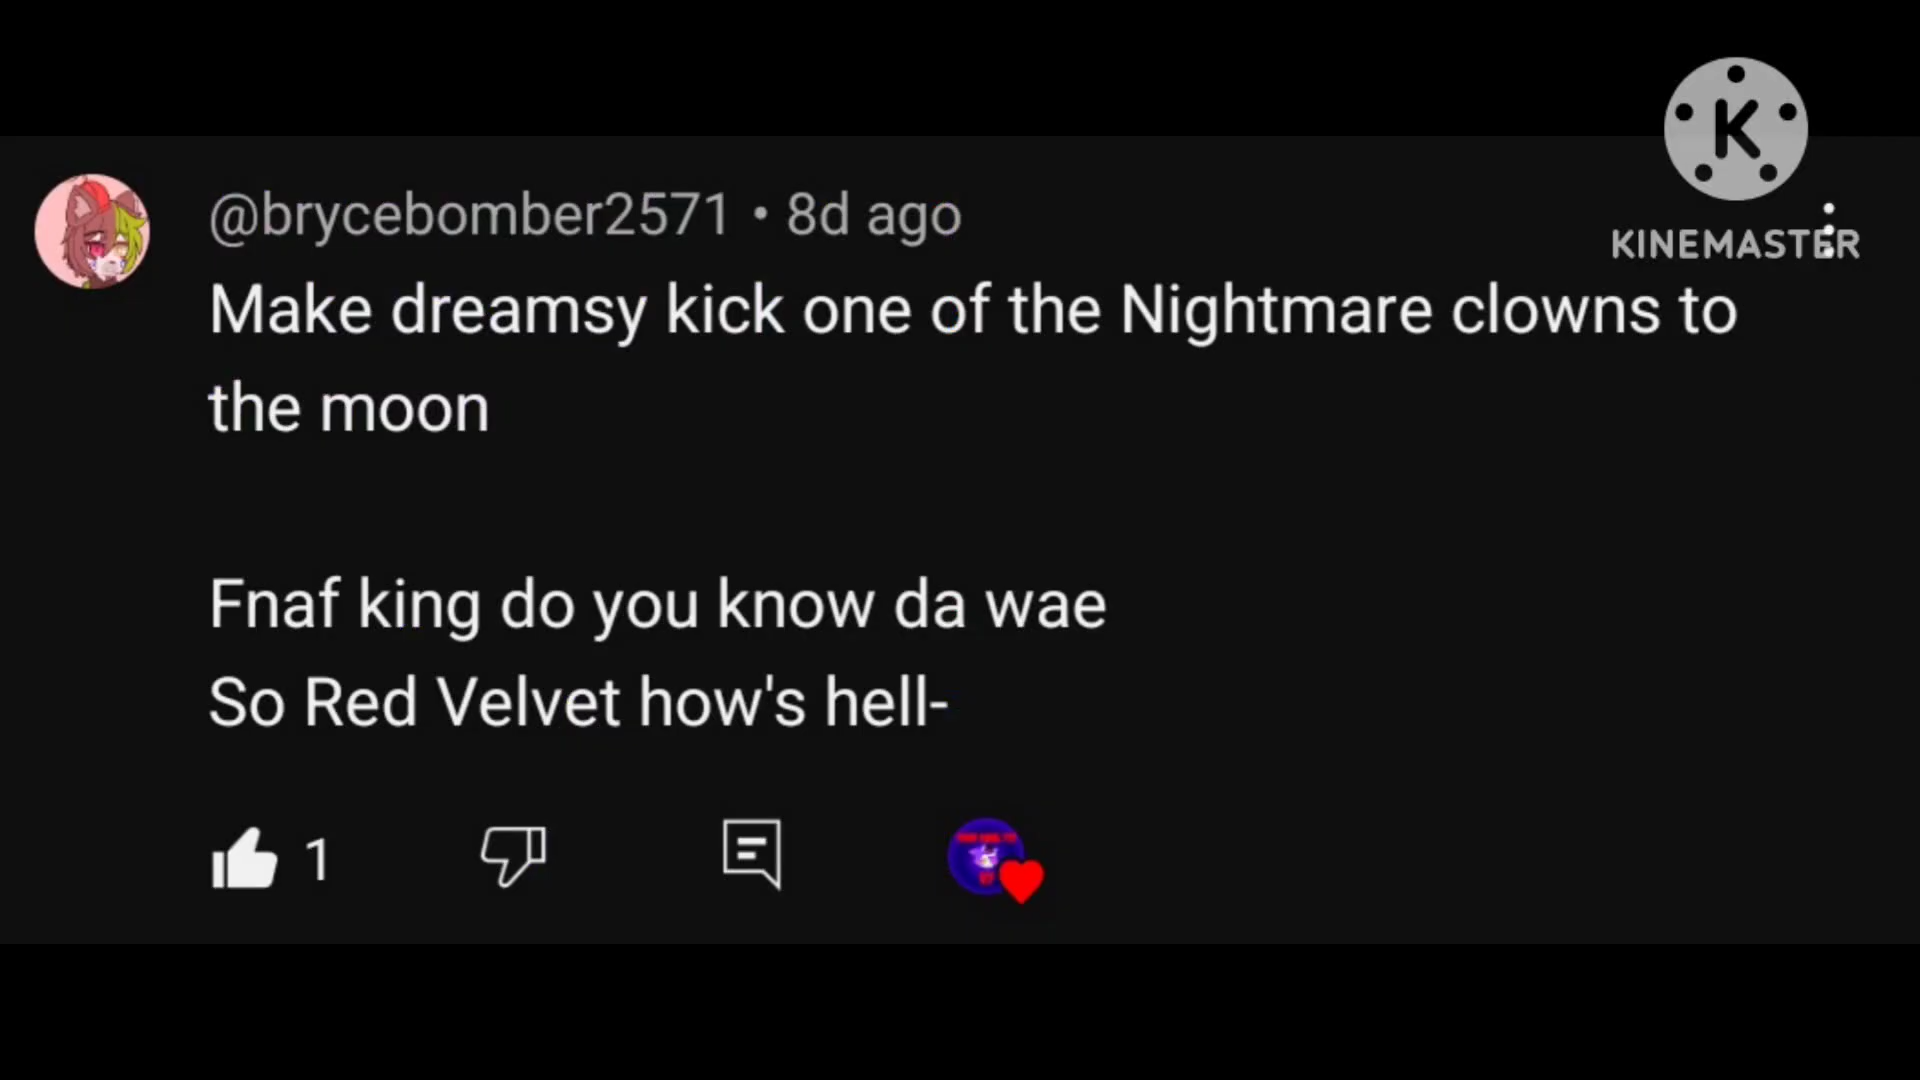 K
KINEMASTER
@brycebomber2571 • 8d ago
Make dreamsy kick one of the Nightmare clowns to
the moon
Fnaf king do you know da wae
So Red Velvet how's hell-
1